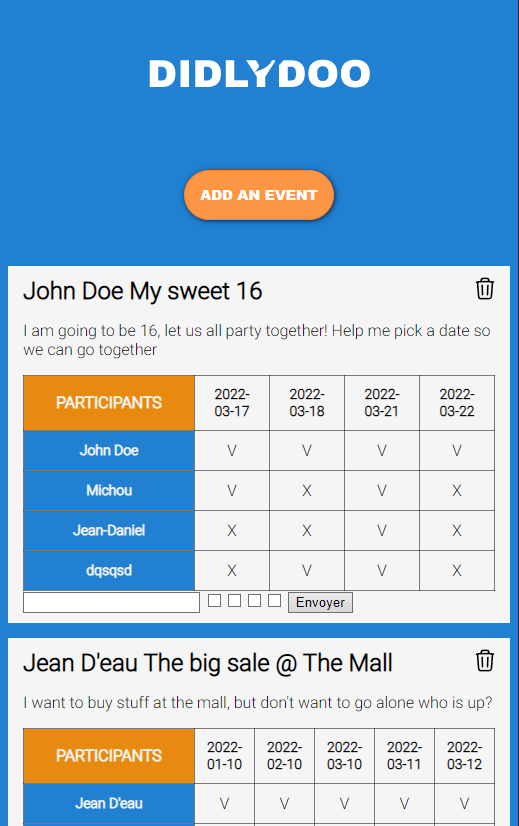 DIDLYDOO
ADD AN EVENT
John Doe My sweet 16
I am going to be 16, let us all party together! Help me pick a date so
we can go together
PARTICIPANTS 2022-03-17 2022-03-18 2022-03-21 2022-03-22
John Doe V V V V
Michou V X V X
Jean-Daniel X X V X
dqsqsd X V V X
Envoyer
Jean D'eau The big sale @ The Mall
I want to buy stuff at the mall, but don't want to go alone who is up?
PARTICIPANTS 2022-01-10 2022-02-10 2022-03-10 2022-03-11 2022-03-12
Jean D'eau V V V V V